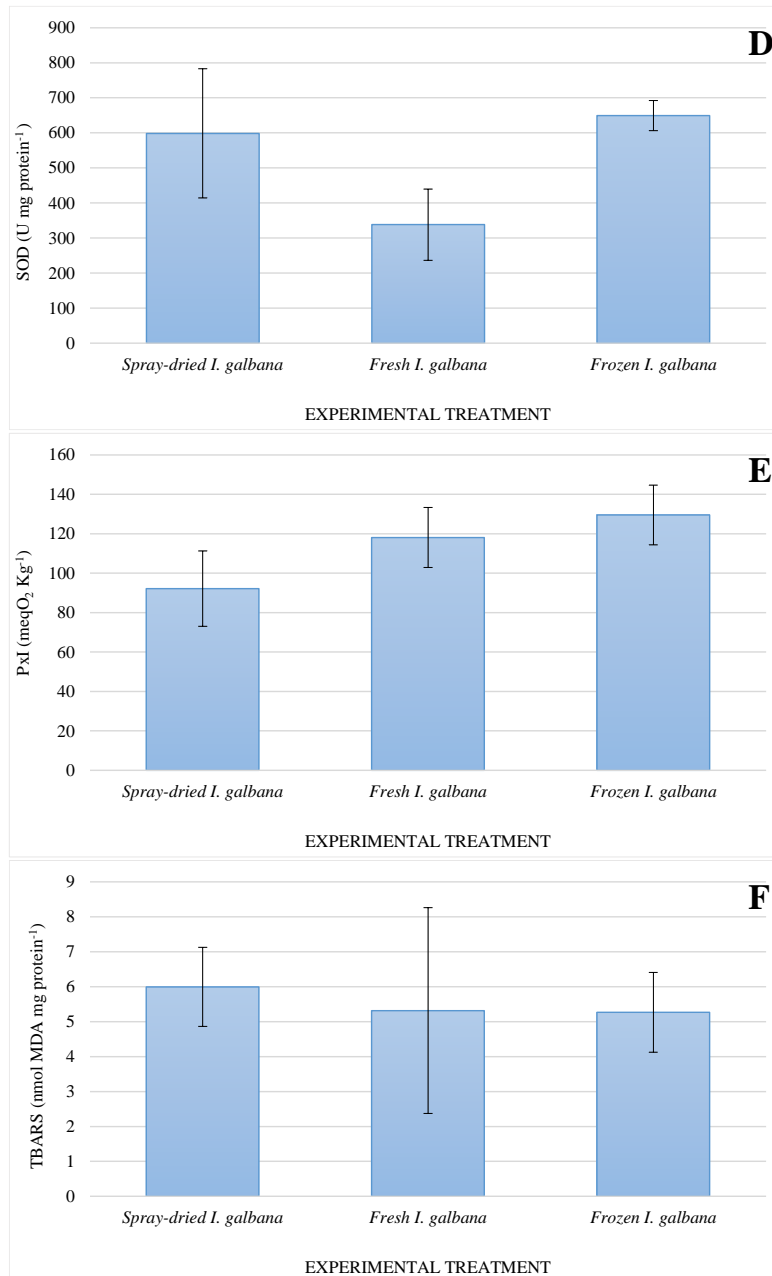 D
900
800
700
600
500
400
300
200
100
0
SOD (U mg protein⁻¹)
Spray-dried I. galbana Fresh I. galbana Frozen I. galbana
EXPERIMENTAL TREATMENT
E
160
140
120
100
80
60
40
20
0
PxI (meqO₂ Kg⁻¹)
Spray-dried I. galbana Fresh I. galbana Frozen I. galbana
EXPERIMENTAL TREATMENT
F
9
8
7
6
5
4
3
2
1
0
TBARS (nmol MDA mg protein⁻¹)
Spray-dried I. galbana Fresh I. galbana Frozen I. galbana
EXPERIMENTAL TREATMENT